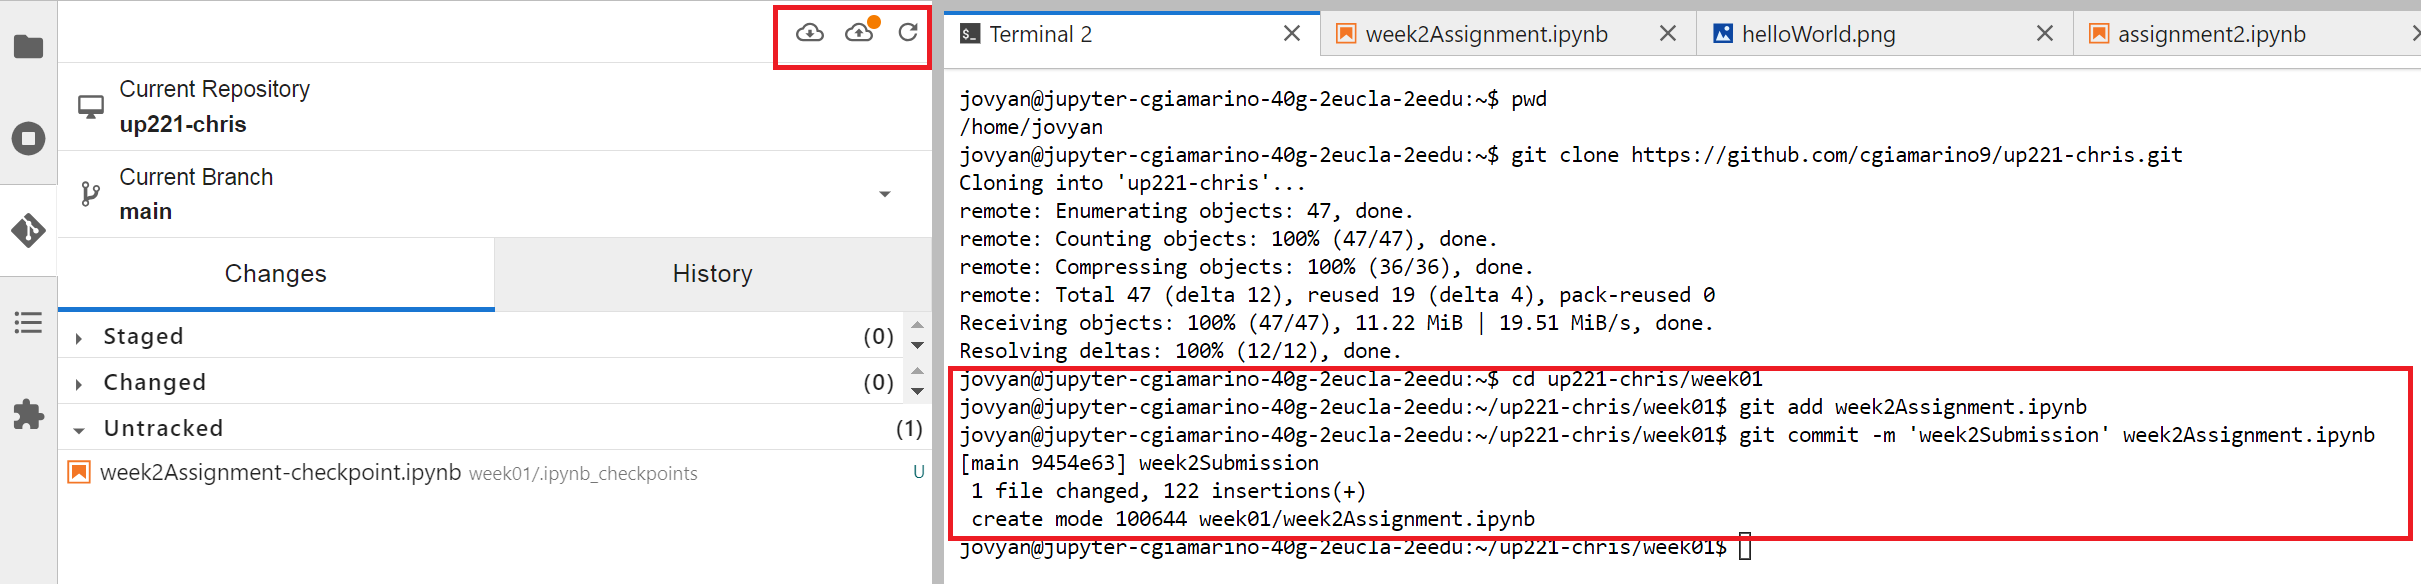 Current Repository
up221-chris
Current Branch
main
Changes
History
Staged (0)
Changed (0)
Untracked (1)
week2Assignment-checkpoint.ipynb week01/.ipynb_checkpoints U
Terminal 2
week2Assignment.ipynb
helloWorld.png
assignment2.ipynb
jovyan@jupyter-cgiamarino-40g-2eucla-2eedu:~$ pwd
/home/jovyan
jovyan@jupyter-cgiamarino-40g-2eucla-2eedu:~$ git clone https://github.com/cgiamarino9/up221-chris.git
Cloning into 'up221-chris'...
remote: Enumerating objects: 47, done.
remote: Counting objects: 100% (47/47), done.
remote: Compressing objects: 100% (36/36), done.
remote: Total 47 (delta 12), reused 19 (delta 4), pack-reused 0
Receiving objects: 100% (47/47), 11.22 MiB | 19.51 MiB/s, done.
Resolving deltas: 100% (12/12), done.
jovyan@jupyter-cgiamarino-40g-2eucla-2eedu:~$ cd up221-chris/week01
jovyan@jupyter-cgiamarino-40g-2eucla-2eedu:~/up221-chris/week01$ git add week2Assignment.ipynb
jovyan@jupyter-cgiamarino-40g-2eucla-2eedu:~/up221-chris/week01$ git commit -m 'week2Submission' week2Assignment.ipynb
[main 9454e63] week2Submission
1 file changed, 122 insertions(+)
create mode 100644 week01/week2Assignment.ipynb
jovyan@jupyter-cgiamarino-40g-2eucla-2eedu:~/up221-chris/week01$